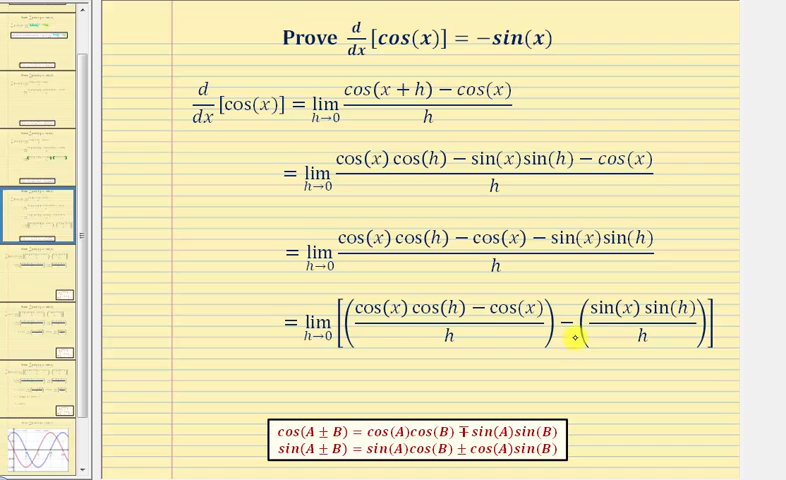 Prove d/dx [cos(x)] = −sin(x)
d/dx [cos(x)] = lim h→0 (cos(x + h) − cos(x))/h
= lim h→0 (cos(x) cos(h) − sin(x)sin(h) − cos(x))/h
= lim h→0 (cos(x) cos(h) − cos(x) − sin(x)sin(h))/h
= lim h→0 [((cos(x) cos(h) − cos(x))/h) − ((sin(x) sin(h))/h)]
cos(A ± B) = cos(A)cos(B) ∓ sin(A)sin(B)
sin(A ± B) = sin(A)cos(B) ± cos(A)sin(B)